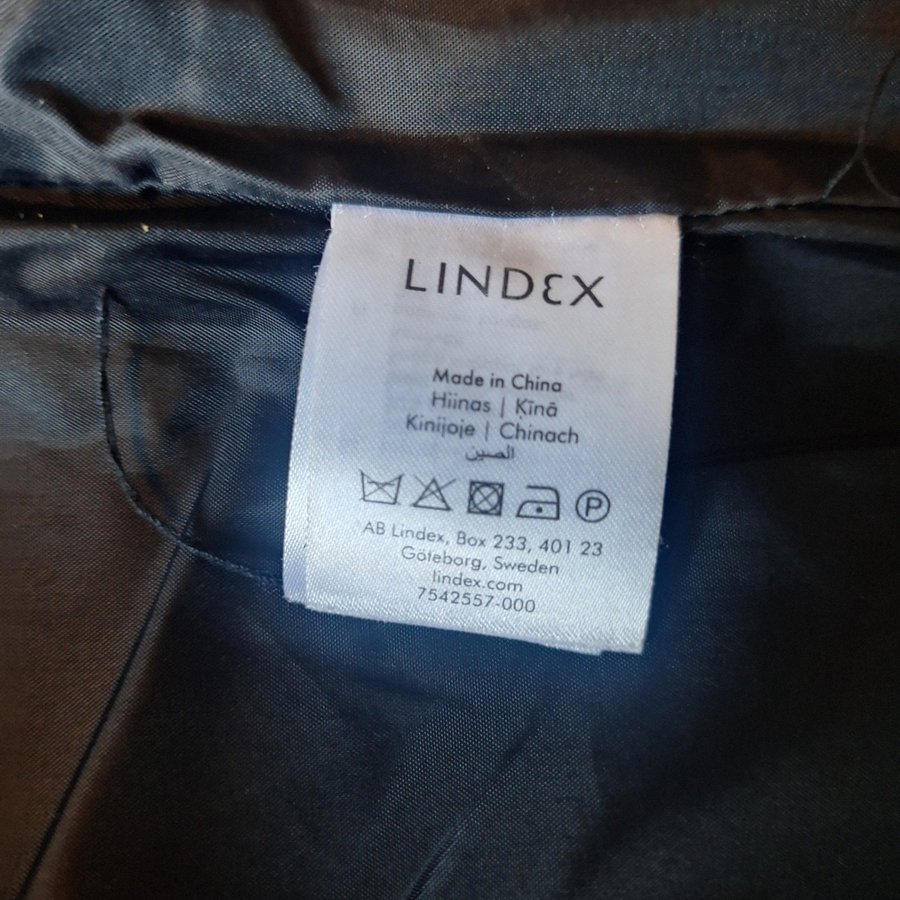 LINDEX
Made in China
Hiinas | Ķīnā
Kinijoje | Chinach
الصين
P
AB Lindex, Box 233, 401 23
Göteborg, Sweden
lindex.com
7542557-000